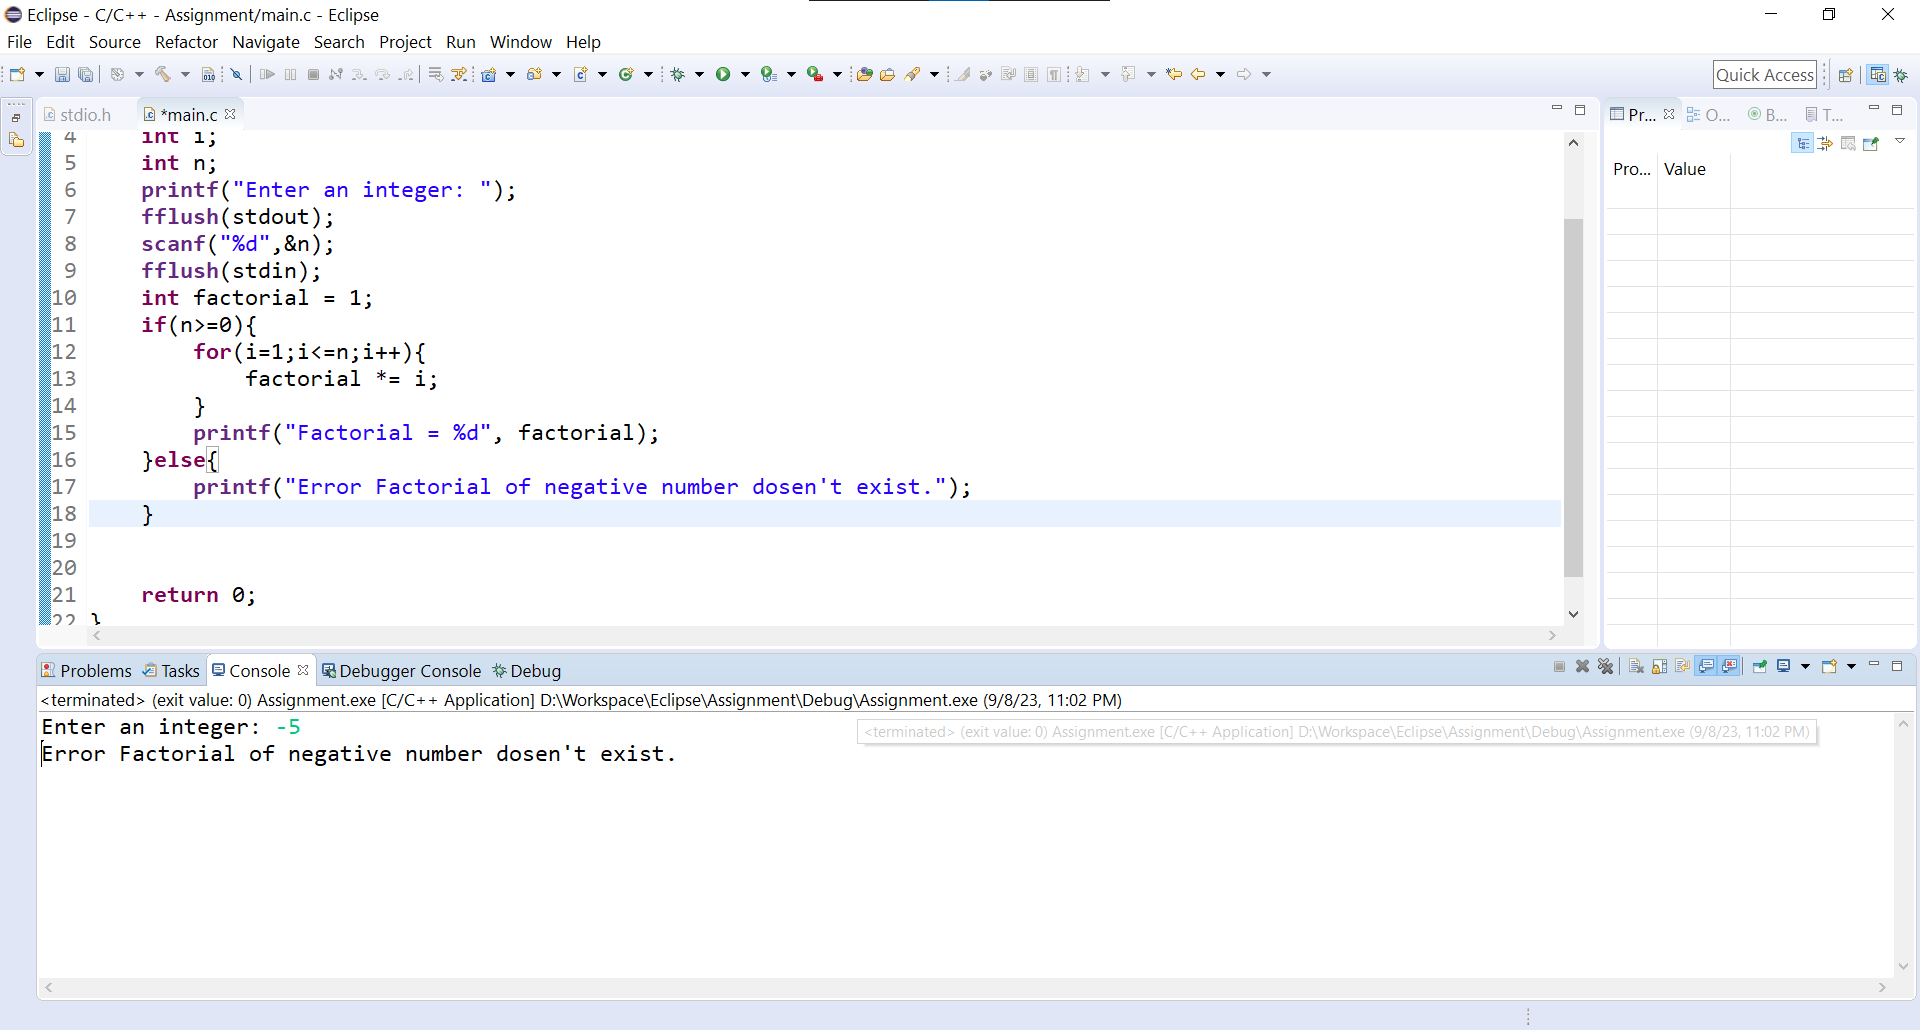 Eclipse - C/C++ - Assignment/main.c - Eclipse
File Edit Source Refactor Navigate Search Project Run Window Help
Quick Access
stdio.h *main.c
Pr... O... B... T...
Pro... Value
4 int i;
5 int n;
6 printf("Enter an integer: ");
7 fflush(stdout);
8 scanf("%d",&n);
9 fflush(stdin);
10 int factorial = 1;
11 if(n>=0){
12 for(i=1;i<=n;i++){
13 factorial *= i;
14 }
15 printf("Factorial = %d", factorial);
16 }else{
17 printf("Error Factorial of negative number dosen't exist.");
18 }
19
20
21 return 0;
22 }
Problems Tasks Console Debugger Console Debug
<terminated> (exit value: 0) Assignment.exe [C/C++ Application] D:\Workspace\Eclipse\Assignment\Debug\Assignment.exe (9/8/23, 11:02 PM)
Enter an integer: -5
<terminated> (exit value: 0) Assignment.exe [C/C++ Application] D:\Workspace\Eclipse\Assignment\Debug\Assignment.exe (9/8/23, 11:02 PM)
Error Factorial of negative number dosen't exist.